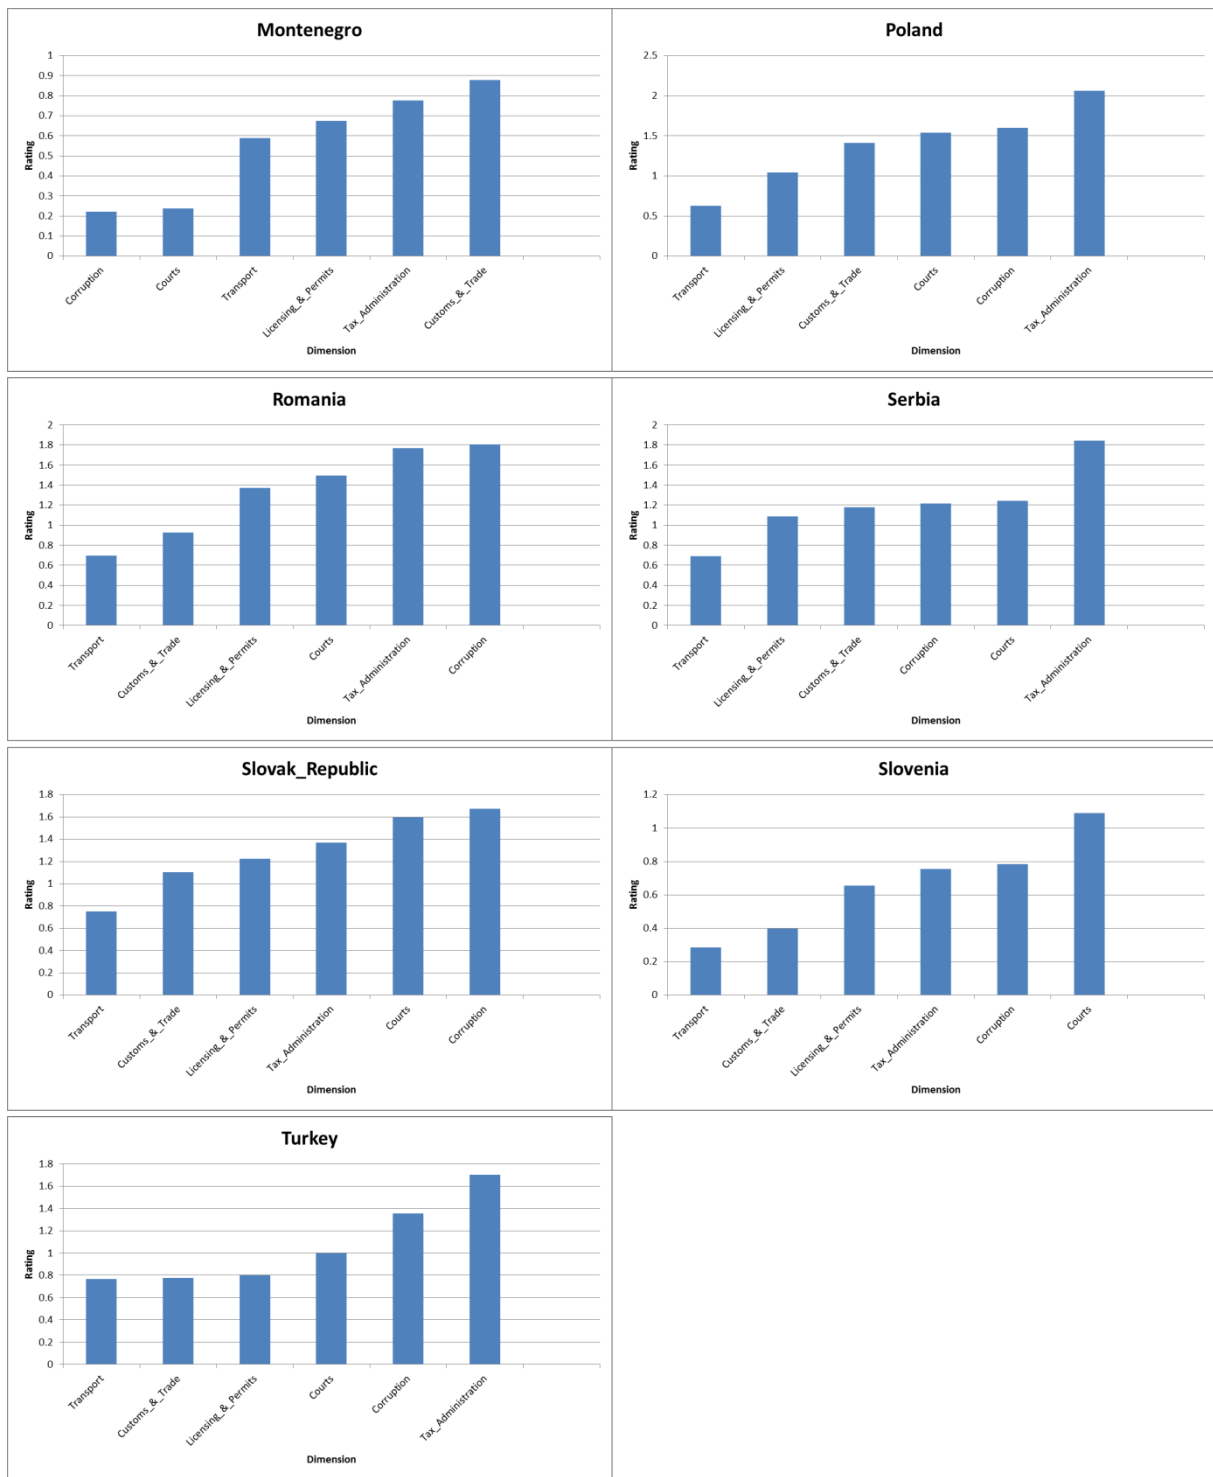 Montenegro
1
0.9
0.8
0.7
0.6
0.5
0.4
0.3
0.2
0.1
0
Rating
Corruption
Courts
Transport
Licensing_&_Permits
Tax_Administration
Customs_&_Trade
Dimension
Poland
2.5
2
1.5
1
0.5
0
Rating
Transport
Licensing_&_Permits
Customs_&_Trade
Courts
Corruption
Tax_Administration
Dimension
Romania
2
1.8
1.6
1.4
1.2
1
0.8
0.6
0.4
0.2
0
Rating
Transport
Customs_&_Trade
Licensing_&_Permits
Courts
Tax_Administration
Corruption
Dimension
Serbia
2
1.8
1.6
1.4
1.2
1
0.8
0.6
0.4
0.2
0
Rating
Transport
Licensing_&_Permits
Customs_&_Trade
Corruption
Courts
Tax_Administration
Dimension
Slovak_Republic
1.8
1.6
1.4
1.2
1
0.8
0.6
0.4
0.2
0
Rating
Transport
Customs_&_Trade
Licensing_&_Permits
Tax_Administration
Courts
Corruption
Dimension
Slovenia
1.2
1
0.8
0.6
0.4
0.2
0
Rating
Transport
Customs_&_Trade
Licensing_&_Permits
Tax_Administration
Corruption
Courts
Dimension
Turkey
1.8
1.6
1.4
1.2
1
0.8
0.6
0.4
0.2
0
Rating
Transport
Customs_&_Trade
Licensing_&_Permits
Courts
Corruption
Tax_Administration
Dimension